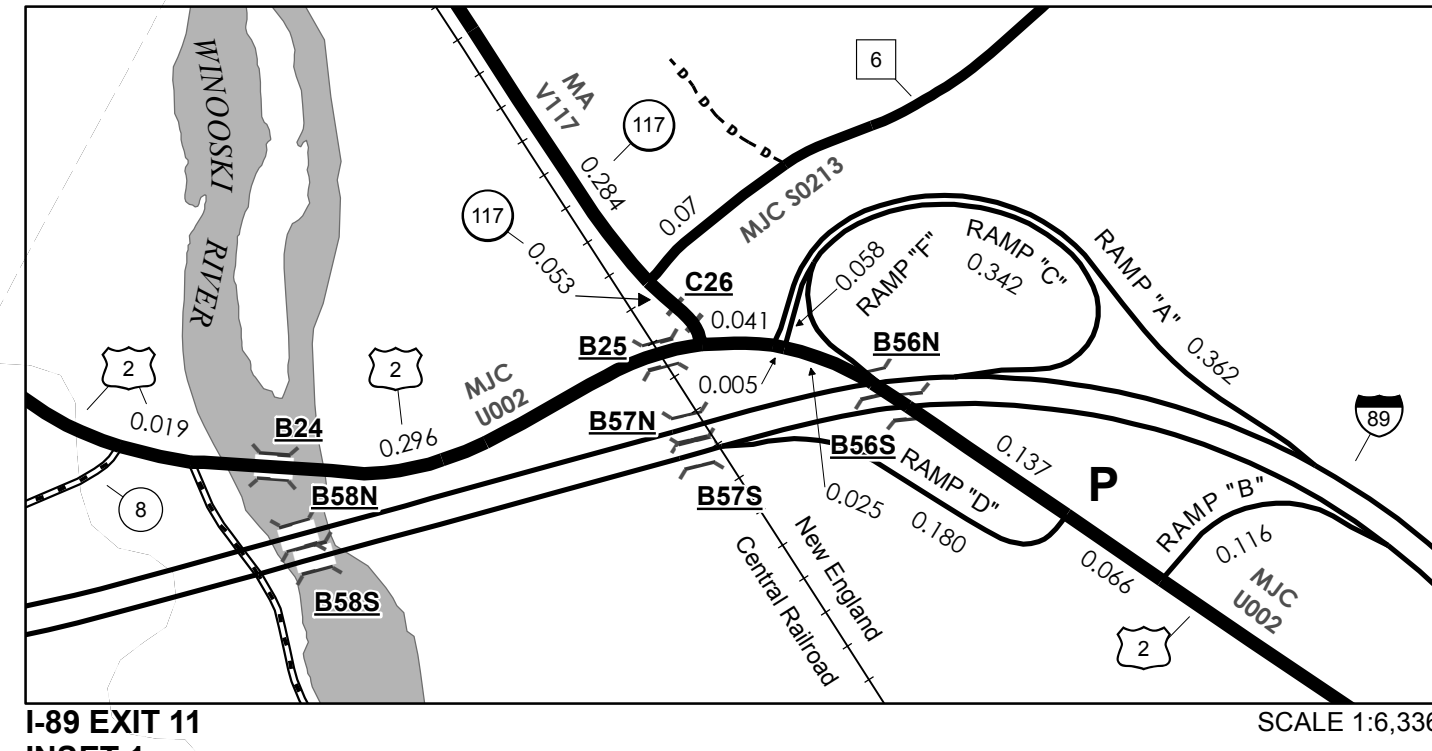 WINOOSKI
RIVER
MA
V117
117
0.284
6
0.07
MJC S0213
117
0.053
C26
0.041
B25
0.005
0.058
RAMP "F"
RAMP "C"
0.342
RAMP "A"
0.362
B56N
2
0.019
2
0.296
MJC
U002
B24
B58N
B57N
B56S
B57S
B58S
8
RAMP "D"
0.025
0.180
0.137
P
0.066
RAMP "B"
0.116
89
MJC
U002
2
New England
Central Railroad
D
D
D
D
I-89 EXIT 11
SCALE 1:6,336
INSET 1